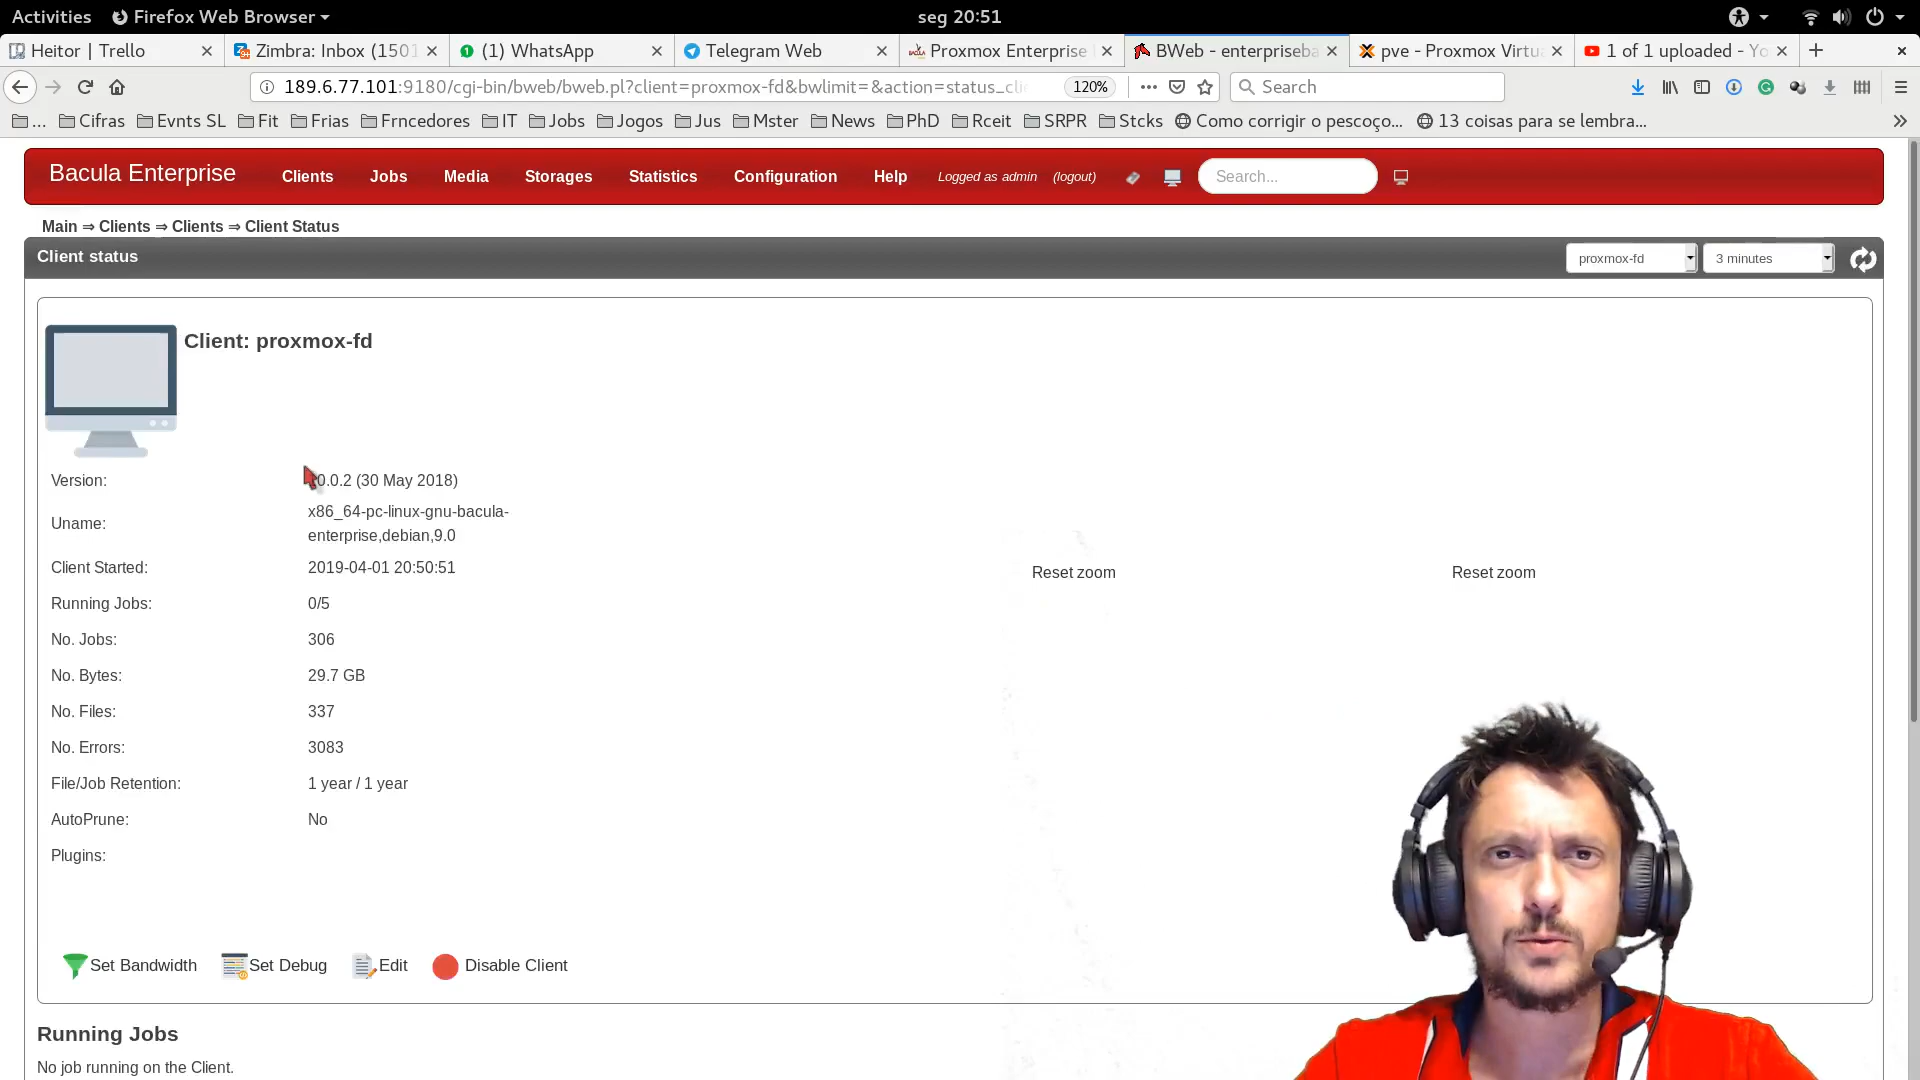 Activities Firefox Web Browser seg 20:51
Heitor | Trello Zimbra: Inbox (1501 (1) WhatsApp Telegram Web Proxmox Enterprise BWeb - enterpriseba pve - Proxmox Virtua 1 of 1 uploaded - Yo
189.6.77.101:9180/cgi-bin/bweb/bweb.pl?client=proxmox-fd&bwlimit=&action=status_cli 120% Search
... Cifras Evnts SL Fit Frias Frncedores IT Jobs Jogos Jus Mster News PhD Rceit SRPR Stcks Como corrigir o pescoço... 13 coisas para se lembra...
Bacula Enterprise Clients Jobs Media Storages Statistics Configuration Help Logged as admin (logout) Search...
Main ⇒ Clients ⇒ Clients ⇒ Client Status
Client status proxmox-fd 3 minutes
Client: proxmox-fd
Version: 0.0.2 (30 May 2018)
Uname: x86_64-pc-linux-gnu-bacula-
enterprise,debian,9.0
Client Started: 2019-04-01 20:50:51
Reset zoom Reset zoom
Running Jobs: 0/5
No. Jobs: 306
No. Bytes: 29.7 GB
No. Files: 337
No. Errors: 3083
File/Job Retention: 1 year / 1 year
AutoPrune: No
Plugins:
Set Bandwidth Set Debug Edit Disable Client
Running Jobs
No job running on the Client.